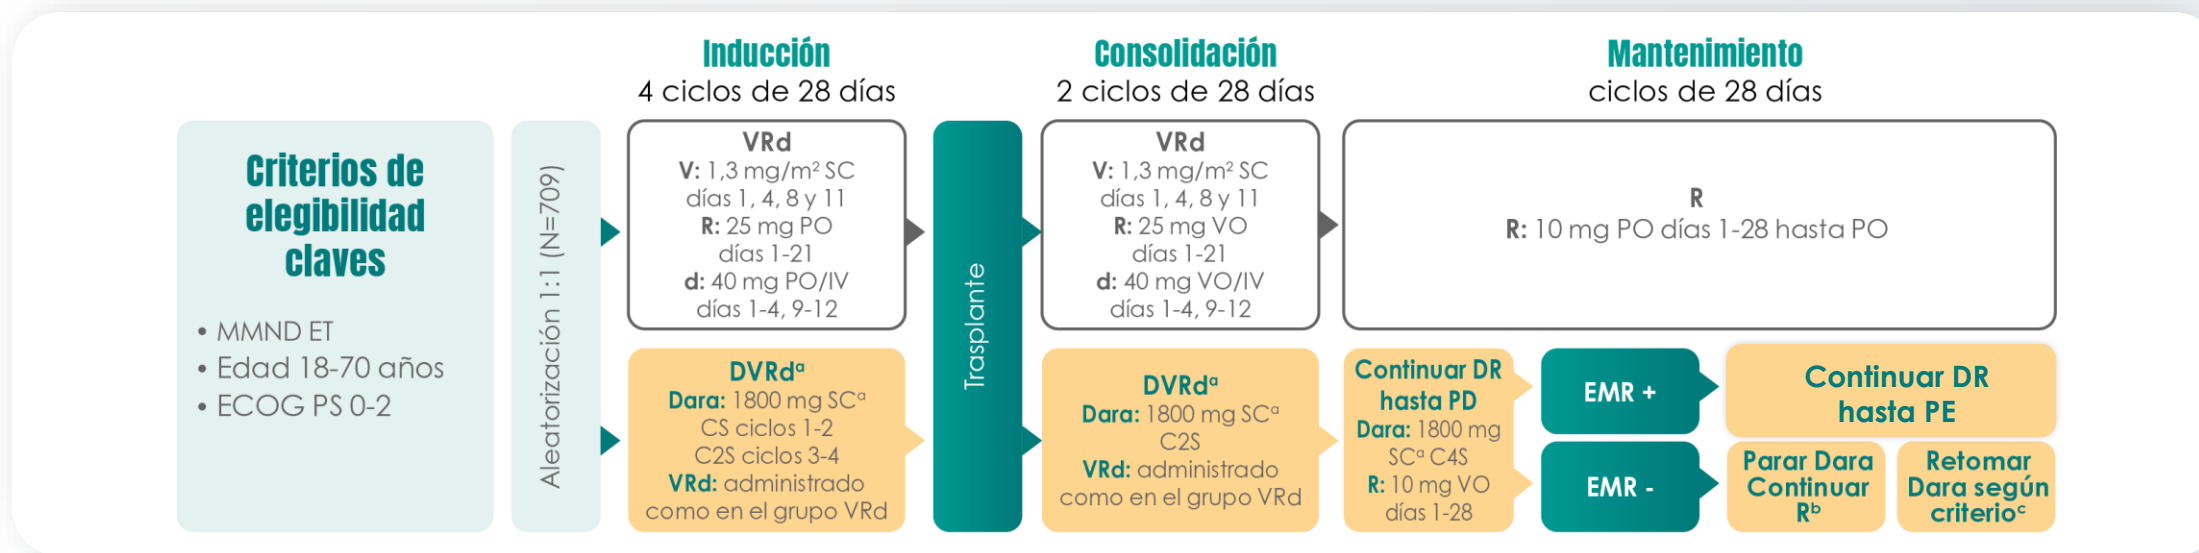 Criterios de
elegibilidad
claves
• MMND ET
• Edad 18-70 años
• ECOG PS 0-2
Aleatorización 1:1 (N=709)
Inducción
4 ciclos de 28 días
VRd
V: 1,3 mg/m² SC
días 1, 4, 8 y 11
R: 25 mg PO
días 1-21
d: 40 mg PO/IV
días 1-4, 9-12
DVRdᵃ
Dara: 1800 mg SCᵃ
CS ciclos 1-2
C2S ciclos 3-4
VRd: administrado
como en el grupo VRd
Trasplante
Consolidación
2 ciclos de 28 días
VRd
V: 1,3 mg/m² SC
días 1, 4, 8 y 11
R: 25 mg VO
días 1-21
d: 40 mg VO/IV
días 1-4, 9-12
DVRdᵃ
Dara: 1800 mg SCᵃ
C2S
VRd: administrado
como en el grupo VRd
Mantenimiento
ciclos de 28 días
R
R: 10 mg PO días 1-28 hasta PO
Continuar DR
hasta PD
Dara: 1800 mg
SCᵃ C4S
R: 10 mg VO
días 1-28
EMR +
Continuar DR
hasta PE
EMR -
Parar Dara
Continuar
Rᵇ
Retomar
Dara según
criterioᶜ